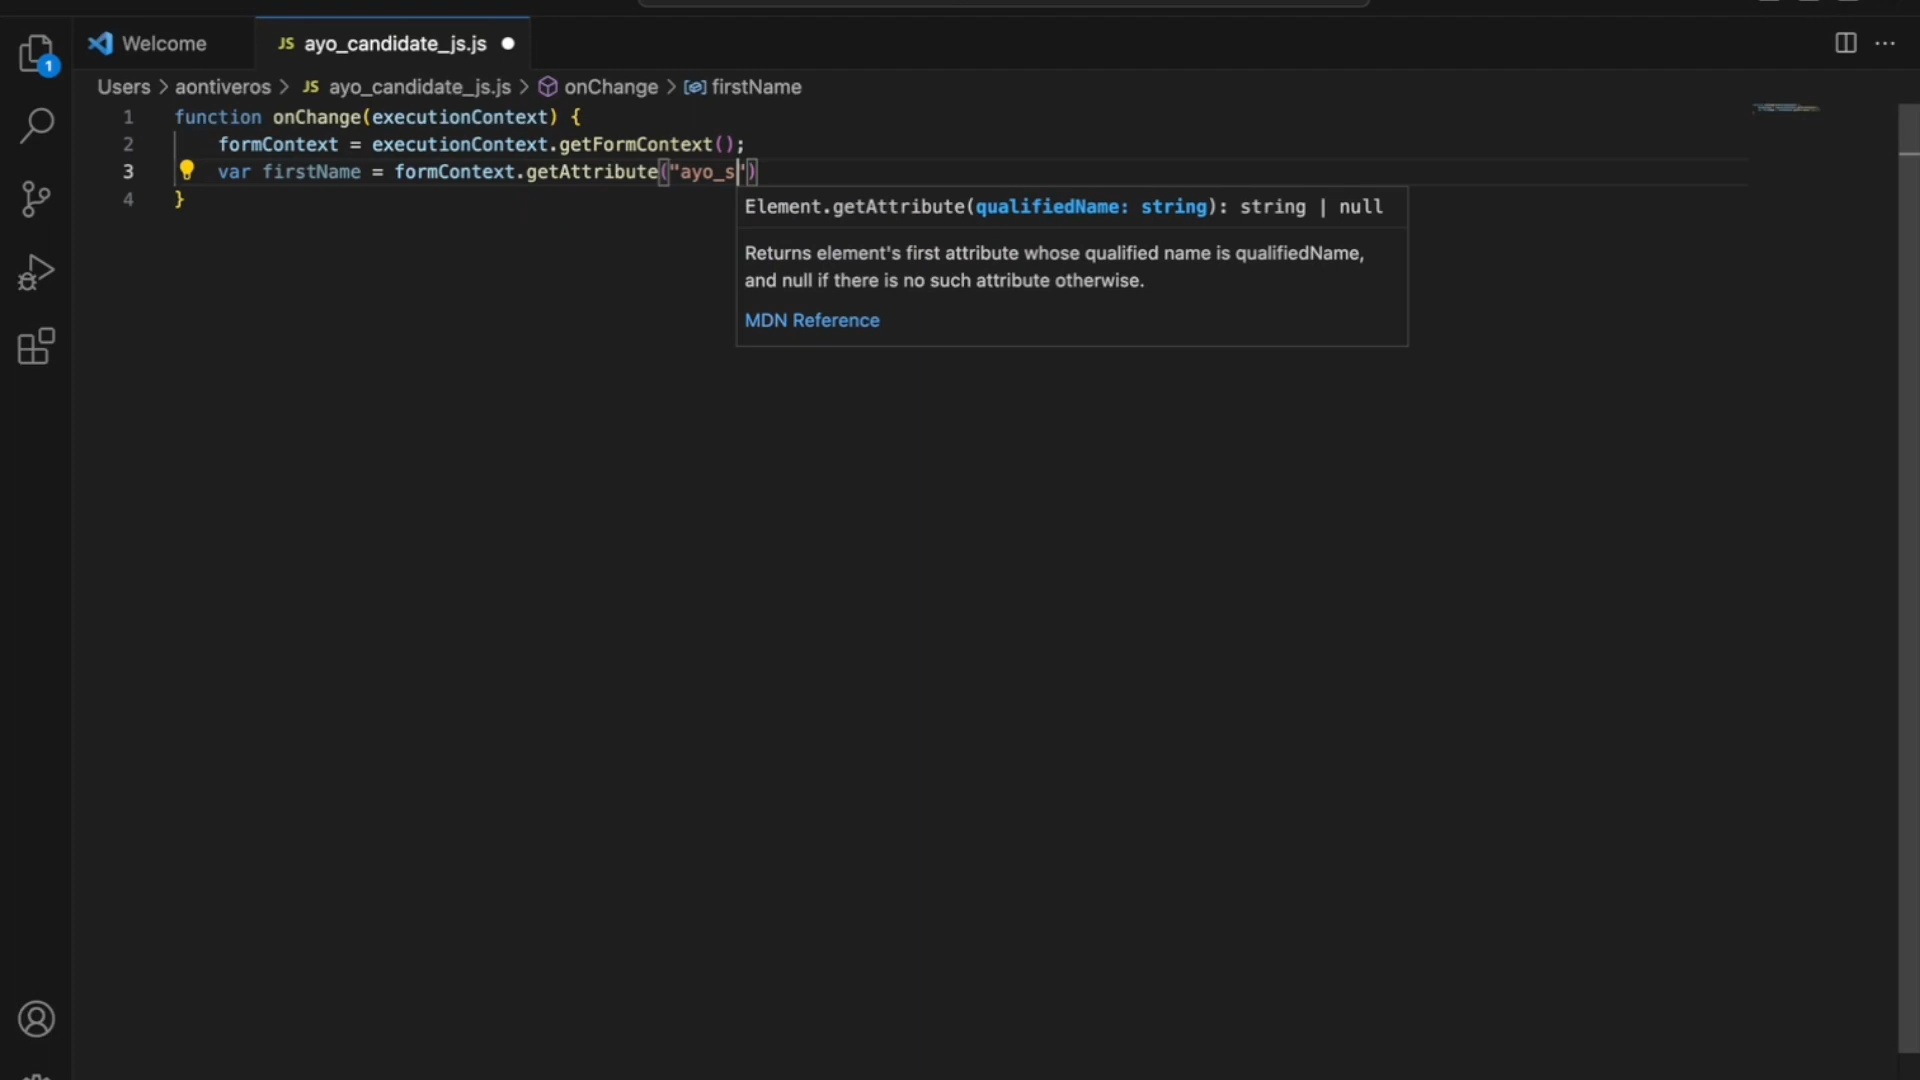 Welcome
JS ayo_candidate_js.js
1
Users > aontiveros > JS ayo_candidate_js.js > onChange > firstName
1 function onChange(executionContext) {
2 formContext = executionContext.getFormContext();
3 var firstName = formContext.getAttribute("ayo_s")
4 }
Element.getAttribute(qualifiedName: string): string | null
Returns element's first attribute whose qualified name is qualifiedName,
and null if there is no such attribute otherwise.
MDN Reference